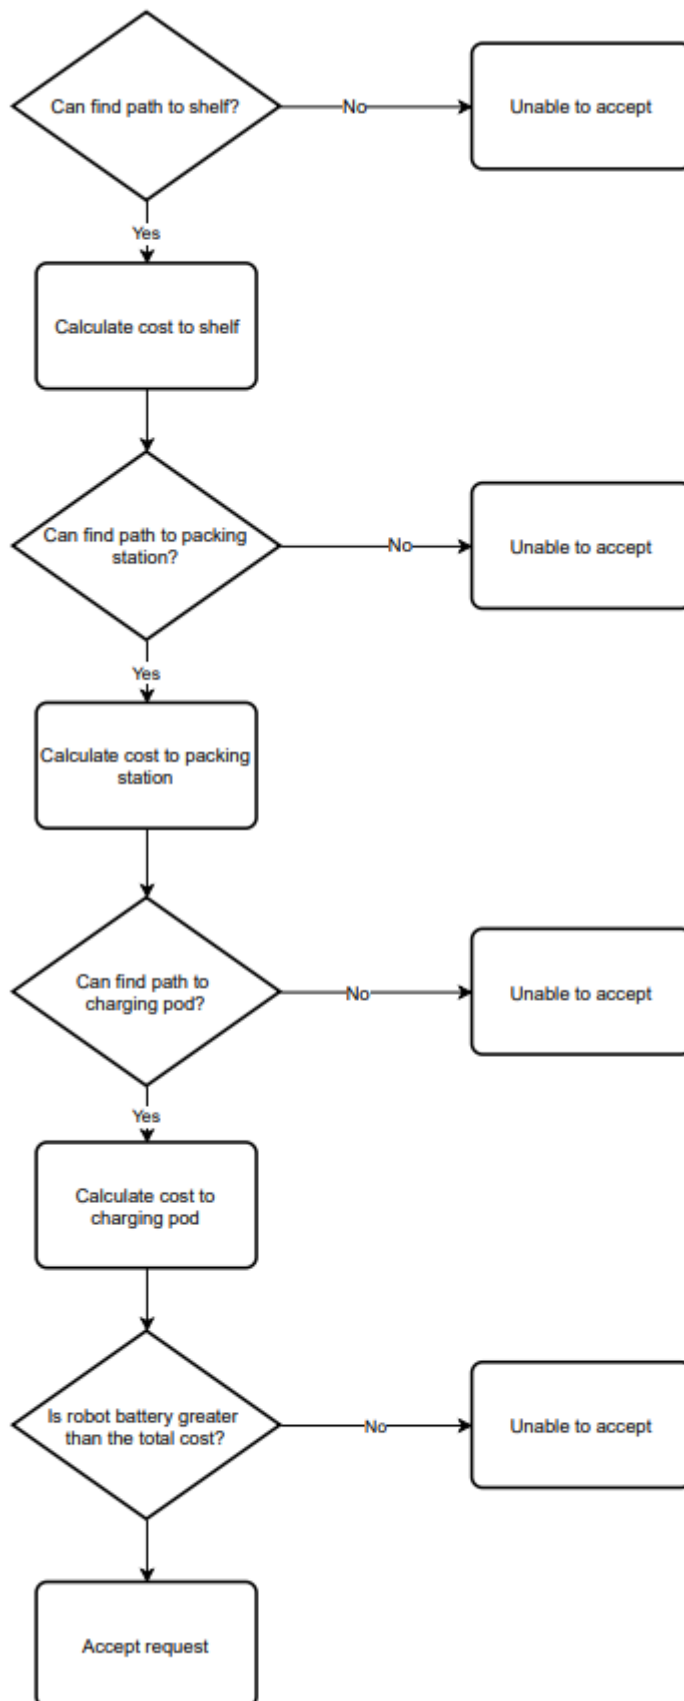 Can find path to shelf?
No
Unable to accept
Yes
Calculate cost to shelf
Can find path to packing
station?
No
Unable to accept
Yes
Calculate cost to packing
station
Can find path to
charging pod?
No
Unable to accept
Yes
Calculate cost to
charging pod
Is robot battery greater
than the total cost?
No
Unable to accept
Accept request